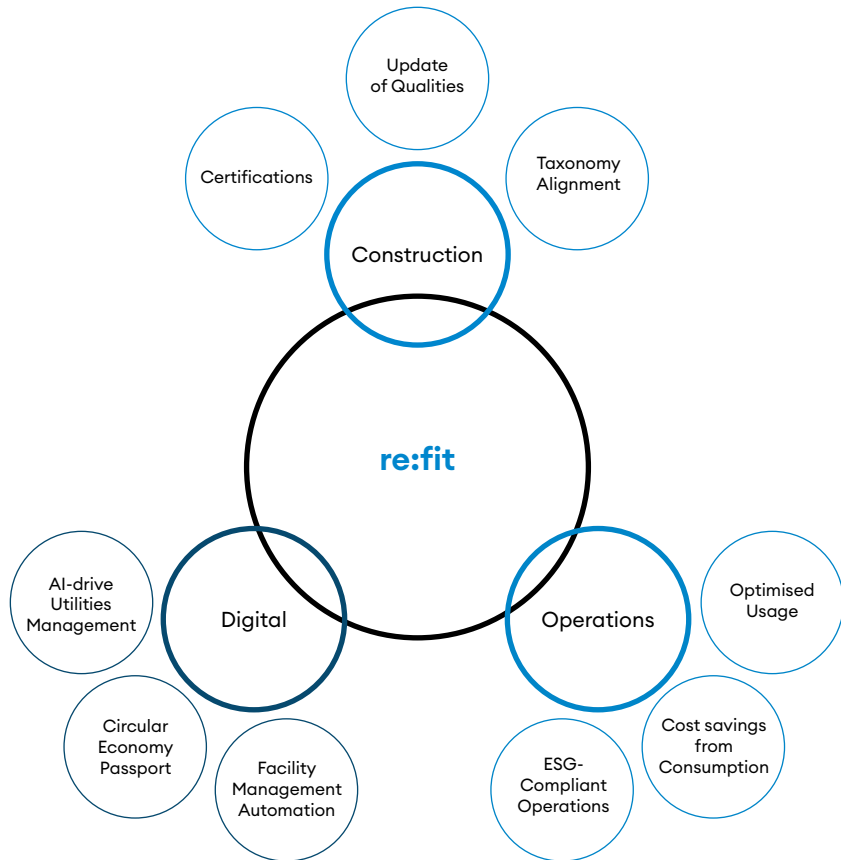 Update
of Qualities
Certifications
Taxonomy
Alignment
Construction
re:fit
AI-drive
Utilities
Management
Digital
Operations
Optimised
Usage
Circular
Economy
Passport
Facility
Management
Automation
ESG-
Compliant
Operations
Cost savings
from
Consumption